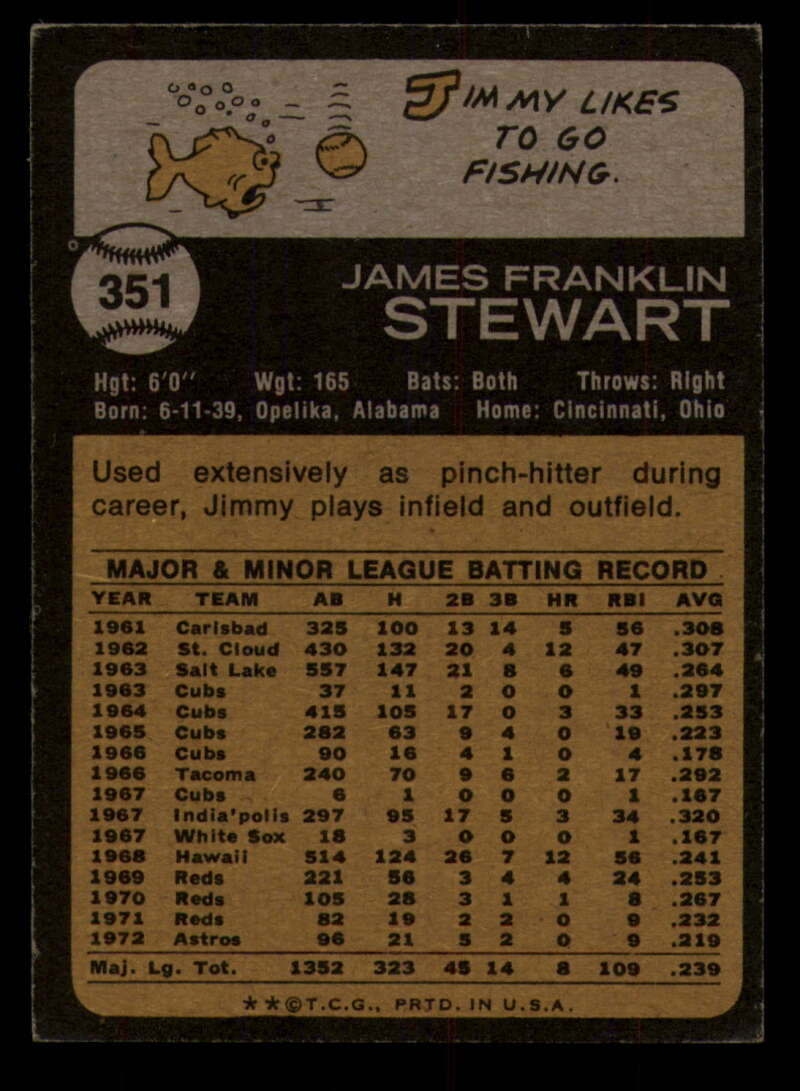 JIMMY LIKES
TO GO
FISHING.
351
JAMES FRANKLIN
STEWART
Hgt: 6'0" Wgt: 165 Bats: Both Throws: Right
Born: 6-11-39, Opelika, Alabama Home: Cincinnati, Ohio
Used extensively as pinch-hitter during
career, Jimmy plays infield and outfield.
MAJOR & MINOR LEAGUE BATTING RECORD
YEAR TEAM AB H 2B 3B HR RBI AVG
1961 Carlsbad 325 100 13 14 5 56 .308
1962 St. Cloud 430 132 20 4 12 47 .307
1963 Salt Lake 557 147 21 8 6 49 .264
1963 Cubs 37 11 2 0 0 1 .297
1964 Cubs 415 105 17 0 3 33 .253
1965 Cubs 282 63 9 4 0 19 .223
1966 Cubs 90 16 4 1 0 4 .178
1966 Tacoma 240 70 9 6 2 17 .292
1967 Cubs 6 1 0 0 0 1 .167
1967 India'polis 297 95 17 5 3 34 .320
1967 White Sox 18 3 0 0 0 1 .167
1968 Hawaii 514 124 26 7 12 56 .241
1969 Reds 221 56 3 4 4 24 .253
1970 Reds 105 28 3 1 1 8 .267
1971 Reds 82 19 2 2 0 9 .232
1972 Astros 96 21 5 2 0 9 .219
Maj. Lg. Tot. 1352 323 45 14 8 109 .239
**©T.C.G., PRTD. IN U.S.A.